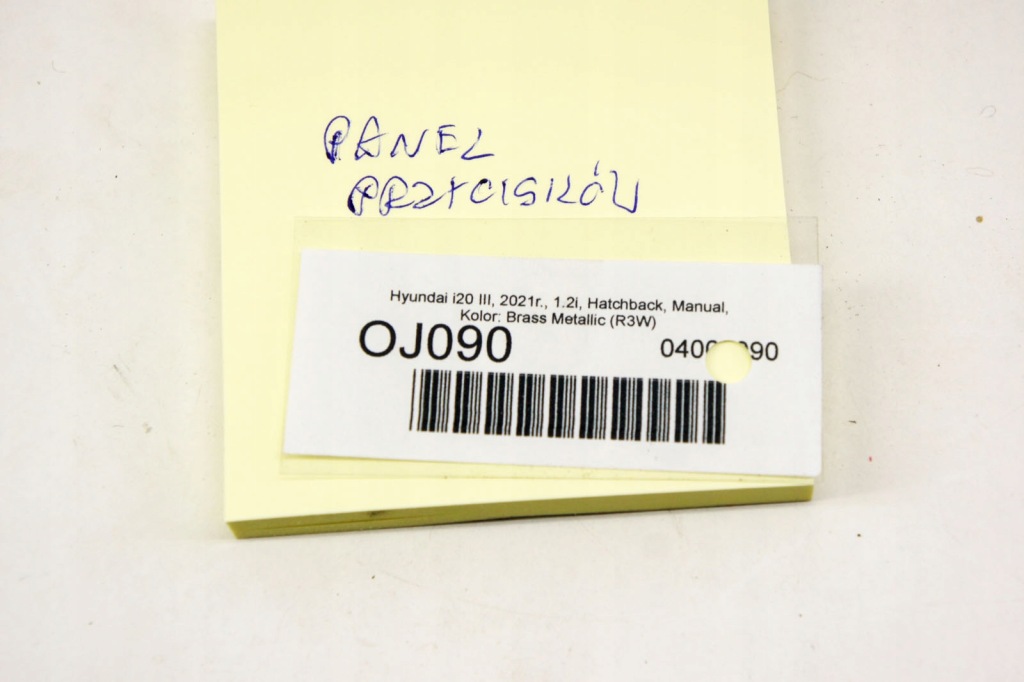 PANEL
PRZYCISKÓW
Hyundai i20 III, 2021r., 1.2i, Hatchback, Manual,
Kolor: Brass Metallic (R3W)
OJ090